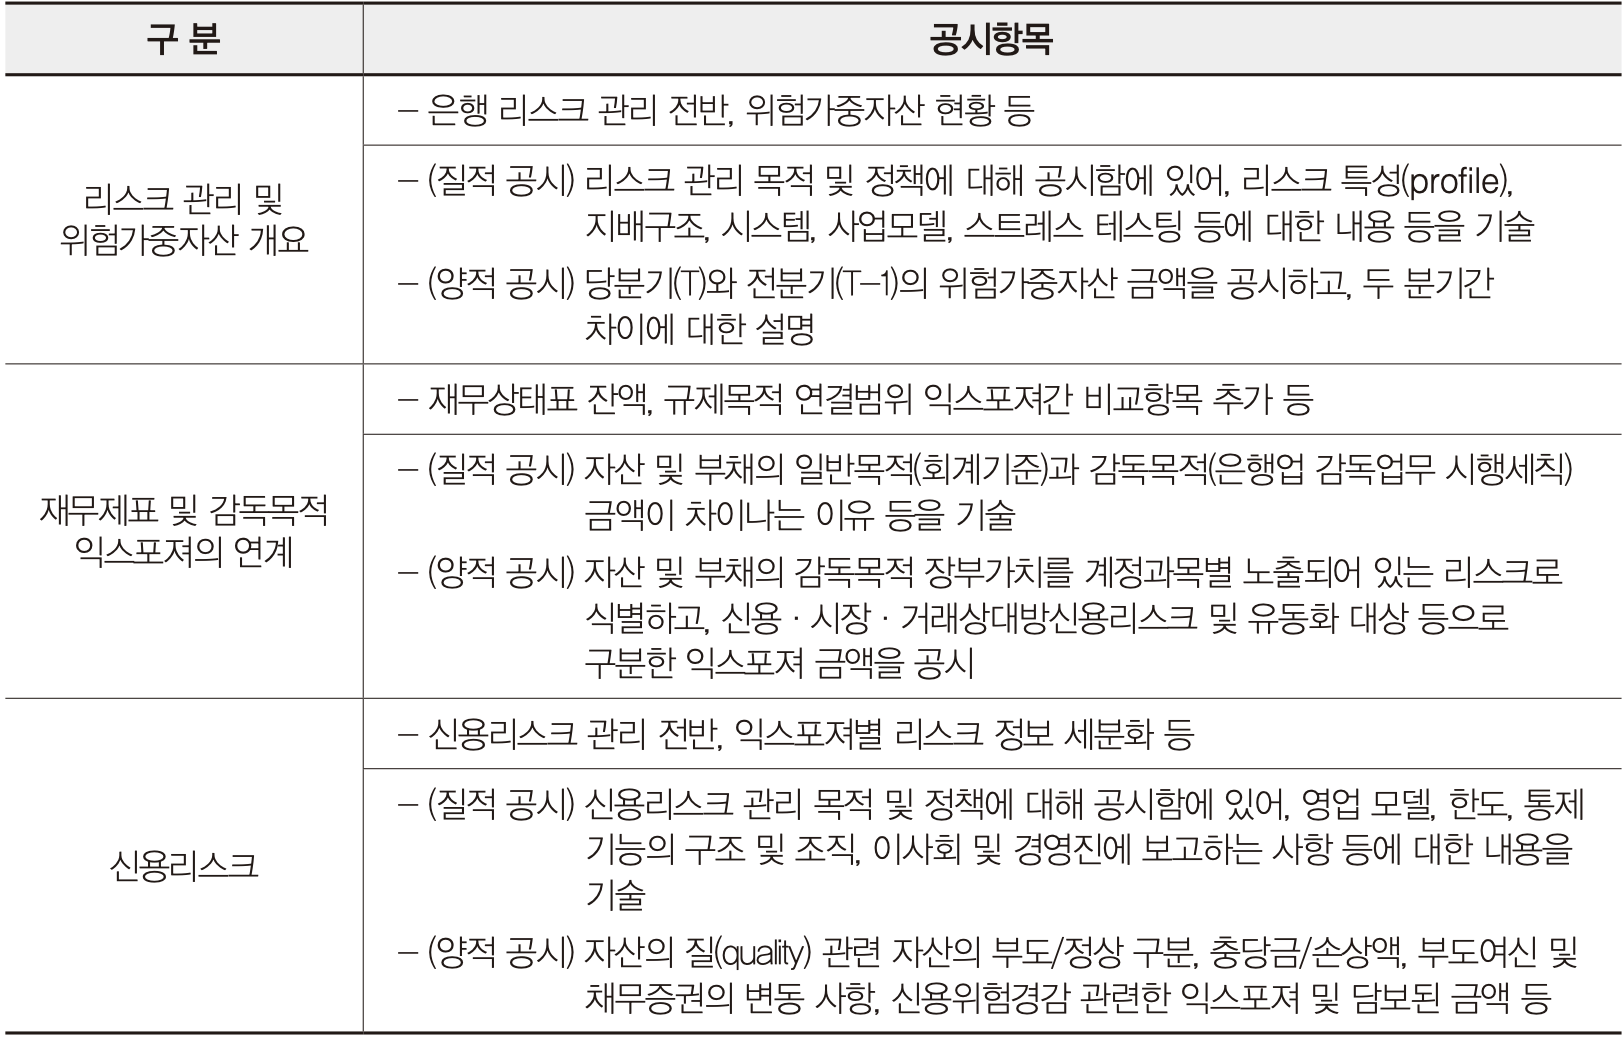 구 분
공시항목
리스크 관리 및
위험가중자산 개요
– 은행 리스크 관리 전반, 위험가중자산 현황 등
– (질적 공시) 리스크 관리 목적 및 정책에 대해 공시함에 있어, 리스크 특성(profile),
지배구조, 시스템, 사업모델, 스트레스 테스팅 등에 대한 내용 등을 기술
– (양적 공시) 당분기(T)와 전분기(T–1)의 위험가중자산 금액을 공시하고, 두 분기간
차이에 대한 설명
재무제표 및 감독목적
익스포져의 연계
– 재무상태표 잔액, 규제목적 연결범위 익스포져간 비교항목 추가 등
– (질적 공시) 자산 및 부채의 일반목적(회계기준)과 감독목적(은행업 감독업무 시행세칙)
금액이 차이나는 이유 등을 기술
– (양적 공시) 자산 및 부채의 감독목적 장부가치를 계정과목별 노출되어 있는 리스크로
식별하고, 신용 · 시장 · 거래상대방신용리스크 및 유동화 대상 등으로
구분한 익스포져 금액을 공시
신용리스크
– 신용리스크 관리 전반, 익스포져별 리스크 정보 세분화 등
– (질적 공시) 신용리스크 관리 목적 및 정책에 대해 공시함에 있어, 영업 모델, 한도, 통제
기능의 구조 및 조직, 이사회 및 경영진에 보고하는 사항 등에 대한 내용을
기술
– (양적 공시) 자산의 질(quality) 관련 자산의 부도/정상 구분, 충당금/손상액, 부도여신 및
채무증권의 변동 사항, 신용위험경감 관련한 익스포져 및 담보된 금액 등